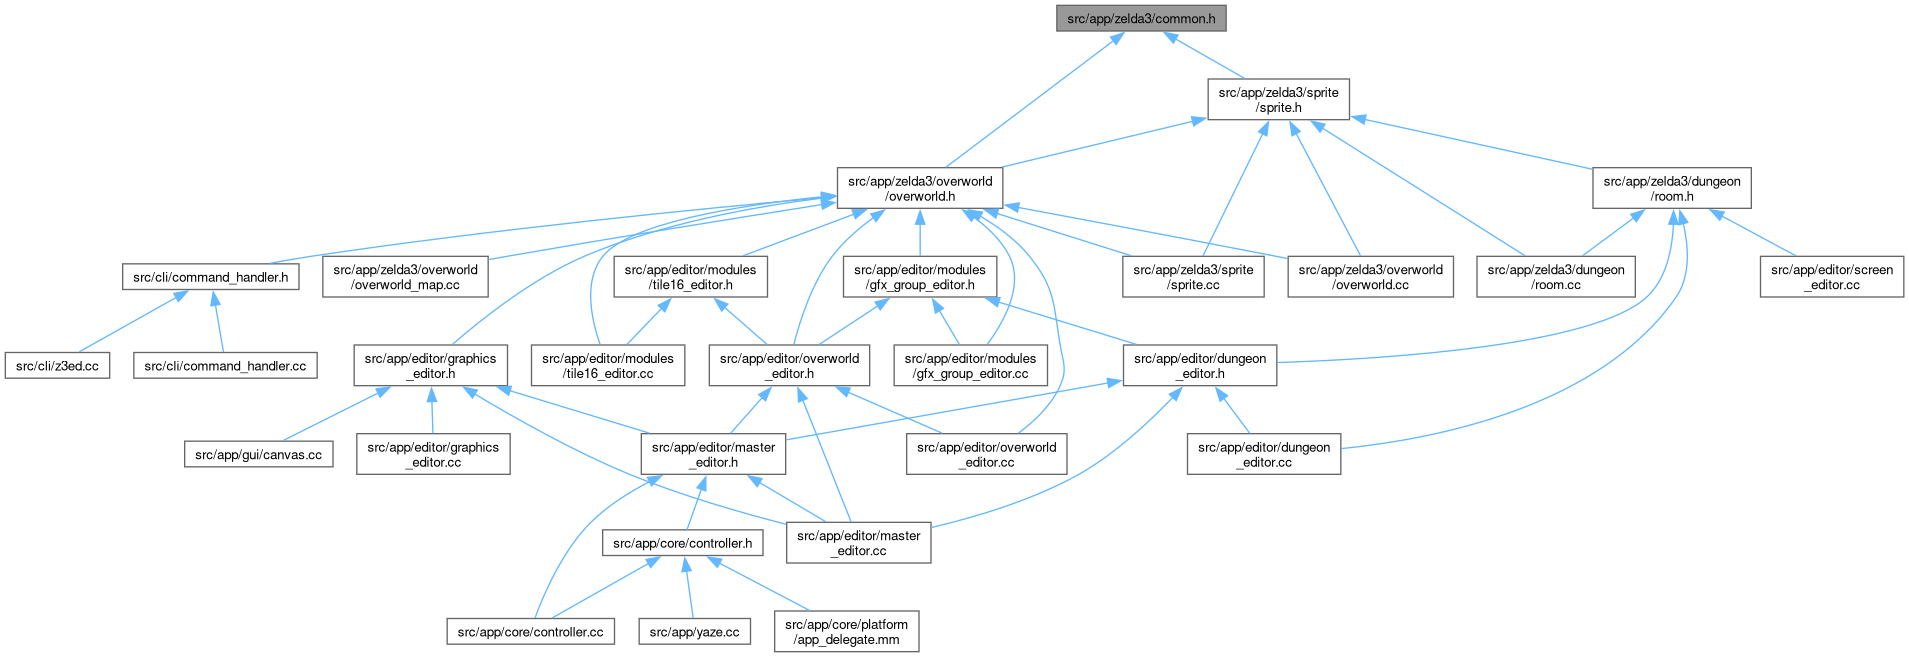 src/app/zelda3/common.h
src/app/zelda3/sprite
/sprite.h
src/app/zelda3/overworld
/overworld.h
src/app/zelda3/dungeon
/room.h
src/cli/command_handler.h
src/app/zelda3/overworld
/overworld_map.cc
src/app/editor/modules
/tile16_editor.h
src/app/editor/modules
/gfx_group_editor.h
src/app/zelda3/sprite
/sprite.cc
src/app/zelda3/overworld
/overworld.cc
src/app/zelda3/dungeon
/room.cc
src/app/editor/screen
_editor.cc
src/cli/z3ed.cc
src/cli/command_handler.cc
src/app/editor/graphics
_editor.h
src/app/editor/modules
/tile16_editor.cc
src/app/editor/overworld
_editor.h
src/app/editor/modules
/gfx_group_editor.cc
src/app/editor/dungeon
_editor.h
src/app/gui/canvas.cc
src/app/editor/graphics
_editor.cc
src/app/editor/master
_editor.h
src/app/editor/overworld
_editor.cc
src/app/editor/dungeon
_editor.cc
src/app/core/controller.h
src/app/editor/master
_editor.cc
src/app/core/controller.cc
src/app/yaze.cc
src/app/core/platform
/app_delegate.mm